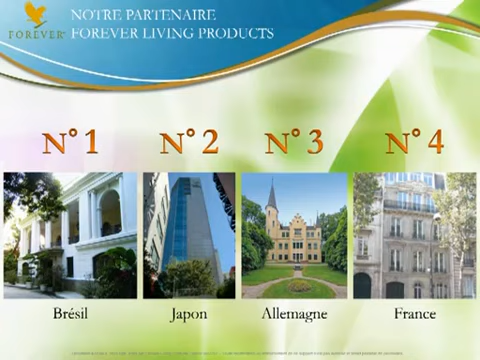 NOTRE PARTENAIRE
FOREVER LIVING PRODUCTS
FOREVER
N° 1 N° 2 N° 3 N° 4
Brésil Japon Allemagne France